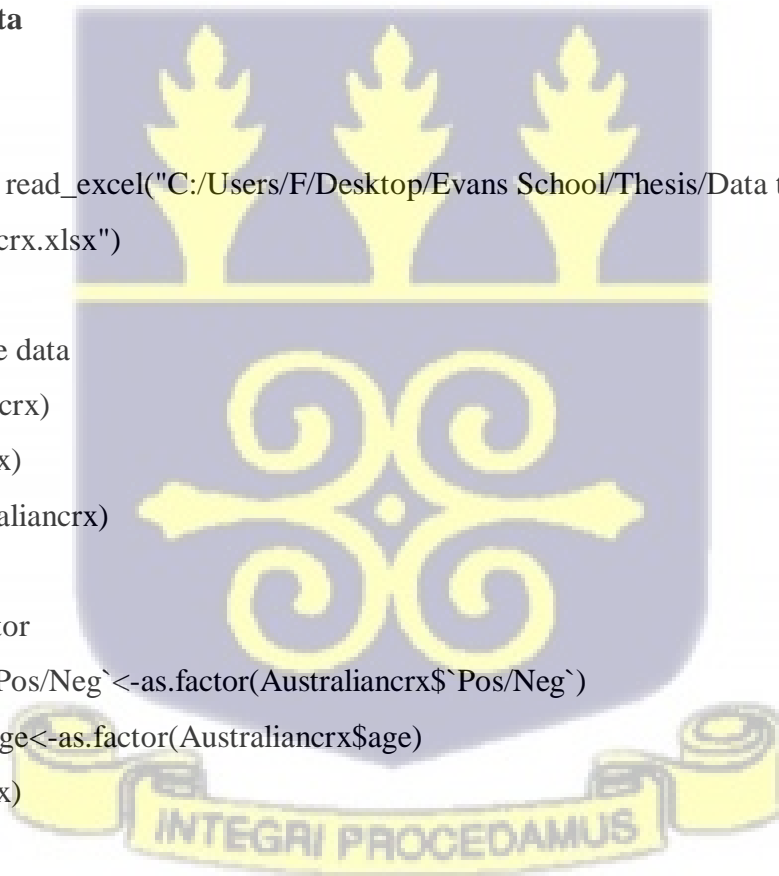 ta
read_excel("C:/Users/F/Desktop/Evans School/Thesis/Data t
crx.xlsx")
e data
crx)
x)
aliancrx)
tor
Pos/Neg`<-as.factor(Australiancrx$`Pos/Neg`)
ge<-as.factor(Australiancrx$age)
x)
INTEGRI PROCEDAMUS